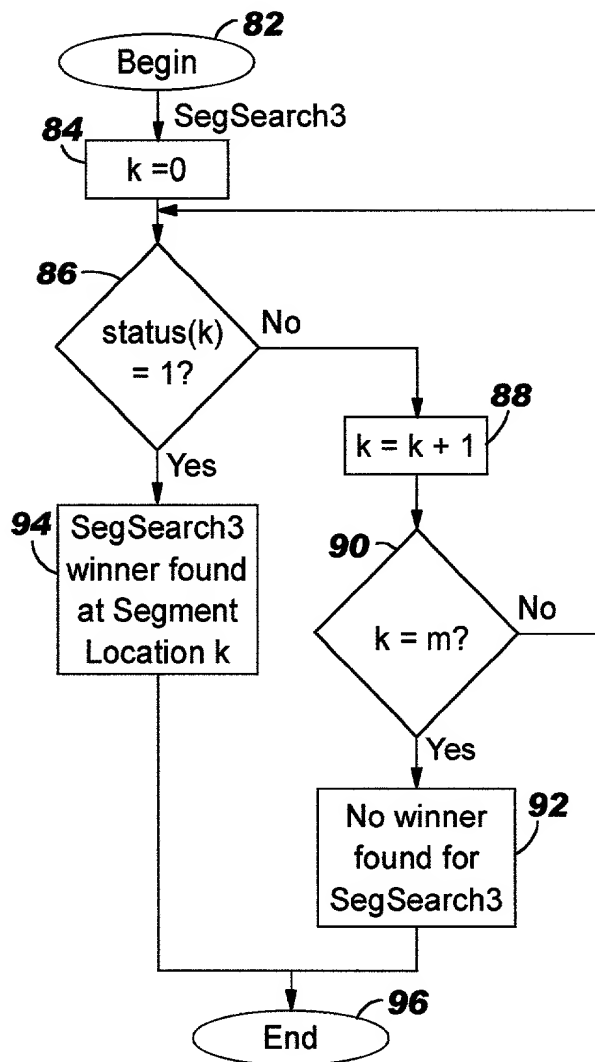 82
Begin
SegSearch3
84
k =0
86
status(k)
= 1?
No
88
k = k + 1
Yes
94
SegSearch3
winner found
at Segment
Location k
90
k = m?
No
Yes
92
No winner
found for
SegSearch3
96
End